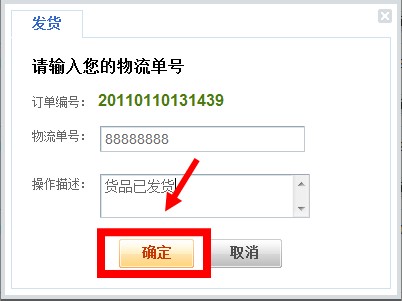 发货
请输入您的物流单号
订单编号： 20110110131439
物流单号： 88888888
操作描述： 货品已发货
确定 取消